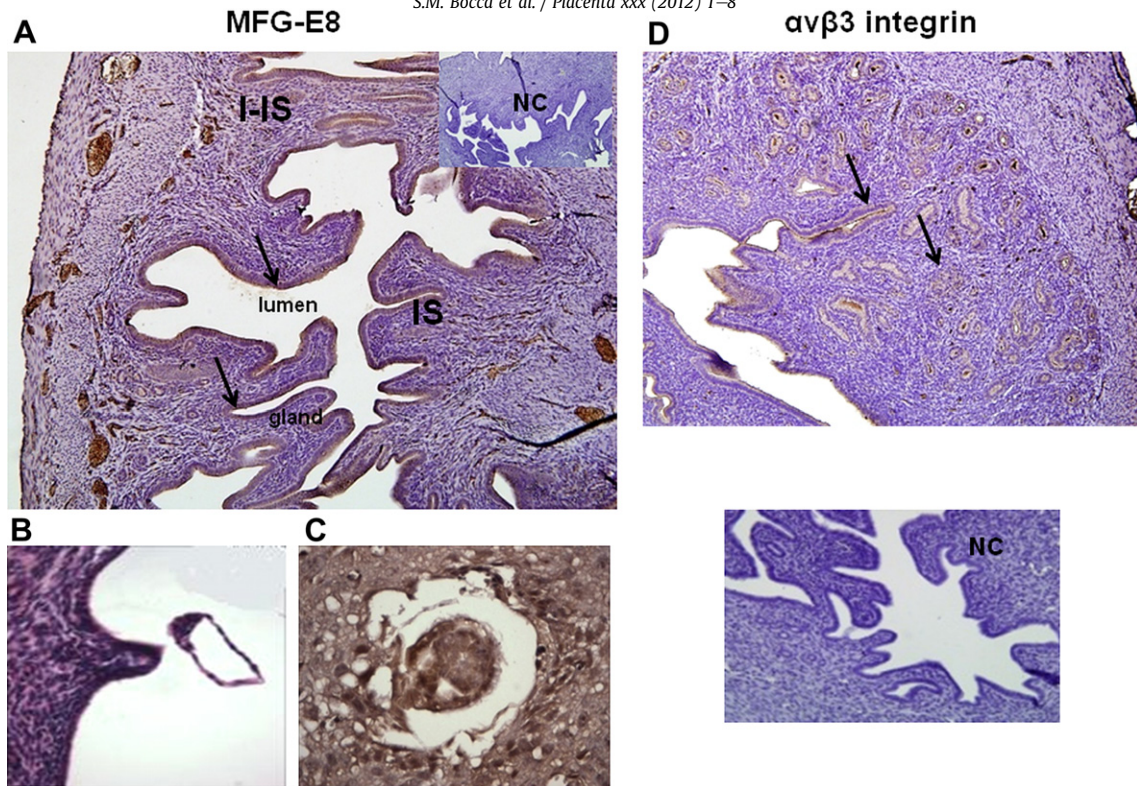 S.M. Bocca et al. / Placenta xxx (2012) 1–8
MFG-E8
αvβ3 integrin
A
D
I-IS
NC
lumen
IS
gland
B
C
NC